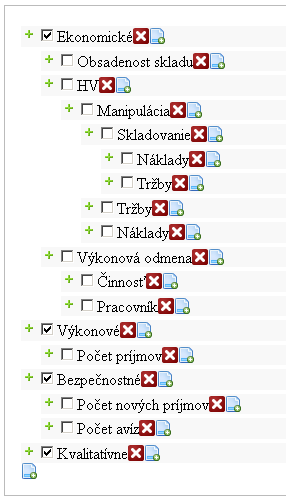 Ekonomické
Obsadenost skladu
HV
Manipulácia
Skladovanie
Náklady
Tržby
Tržby
Náklady
Výkonová odmena
Činnosť
Pracovník
Výkonové
Počet príjmov
Bezpečnostné
Počet nových príjmov
Počet avíz
Kvalitatívne